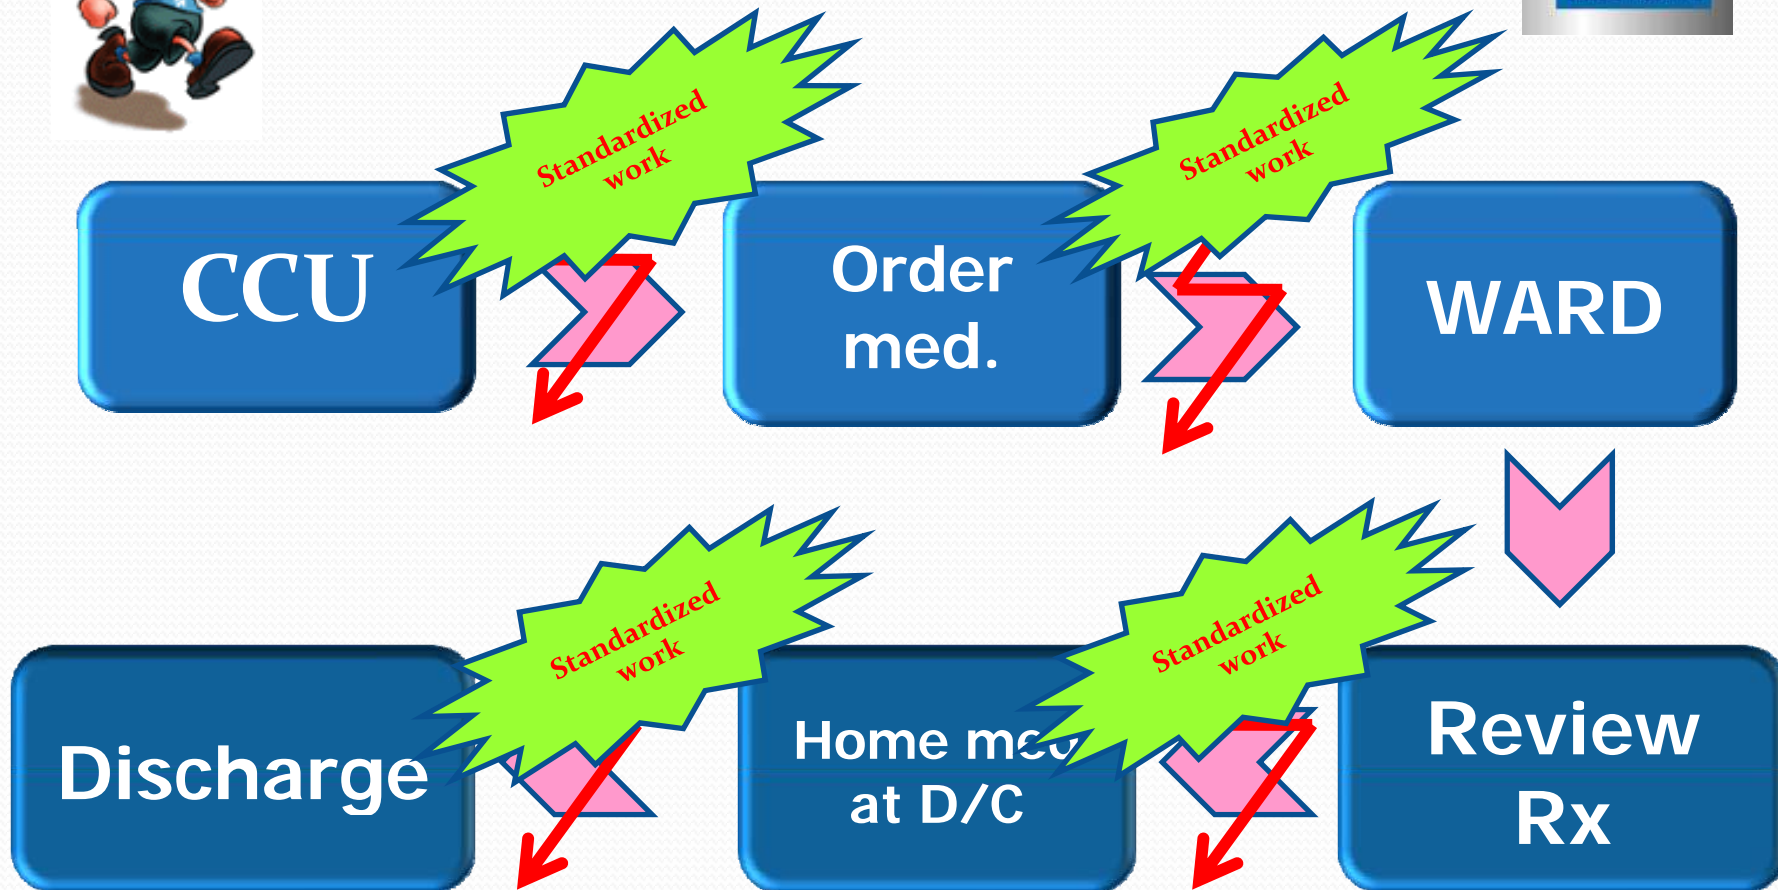 Standardized
work
Standardized
work
CCU
Order
med.
WARD
Standardized
work
Standardized
work
Discharge
Home
at D/C
Review
Rx